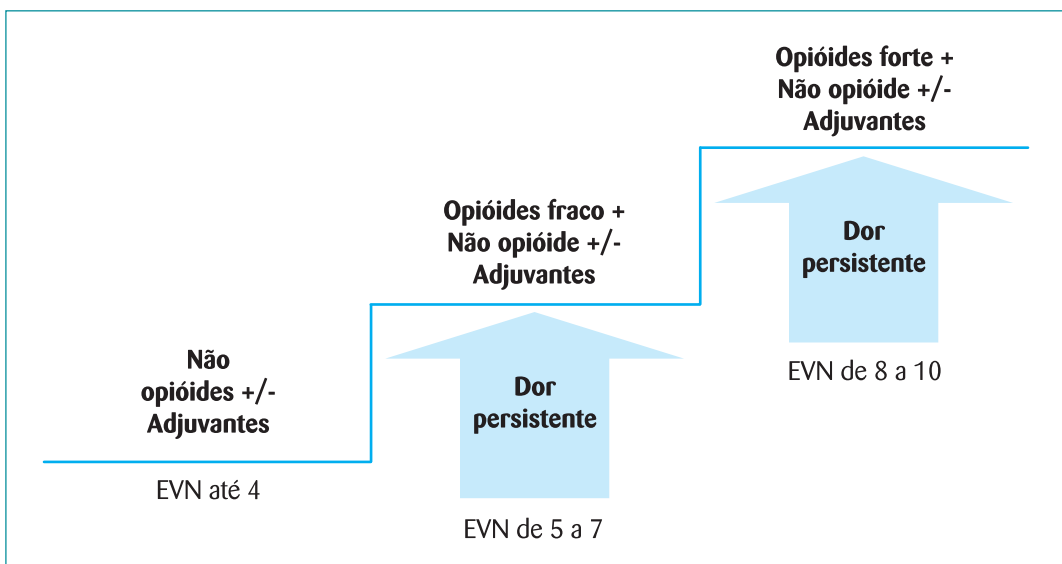 Não
opióides +/-
Adjuvantes
EVN até 4
Opióides fraco +
Não opióide +/-
Adjuvantes
Dor
persistente
EVN de 5 a 7
Opióides forte +
Não opióide +/-
Adjuvantes
Dor
persistente
EVN de 8 a 10